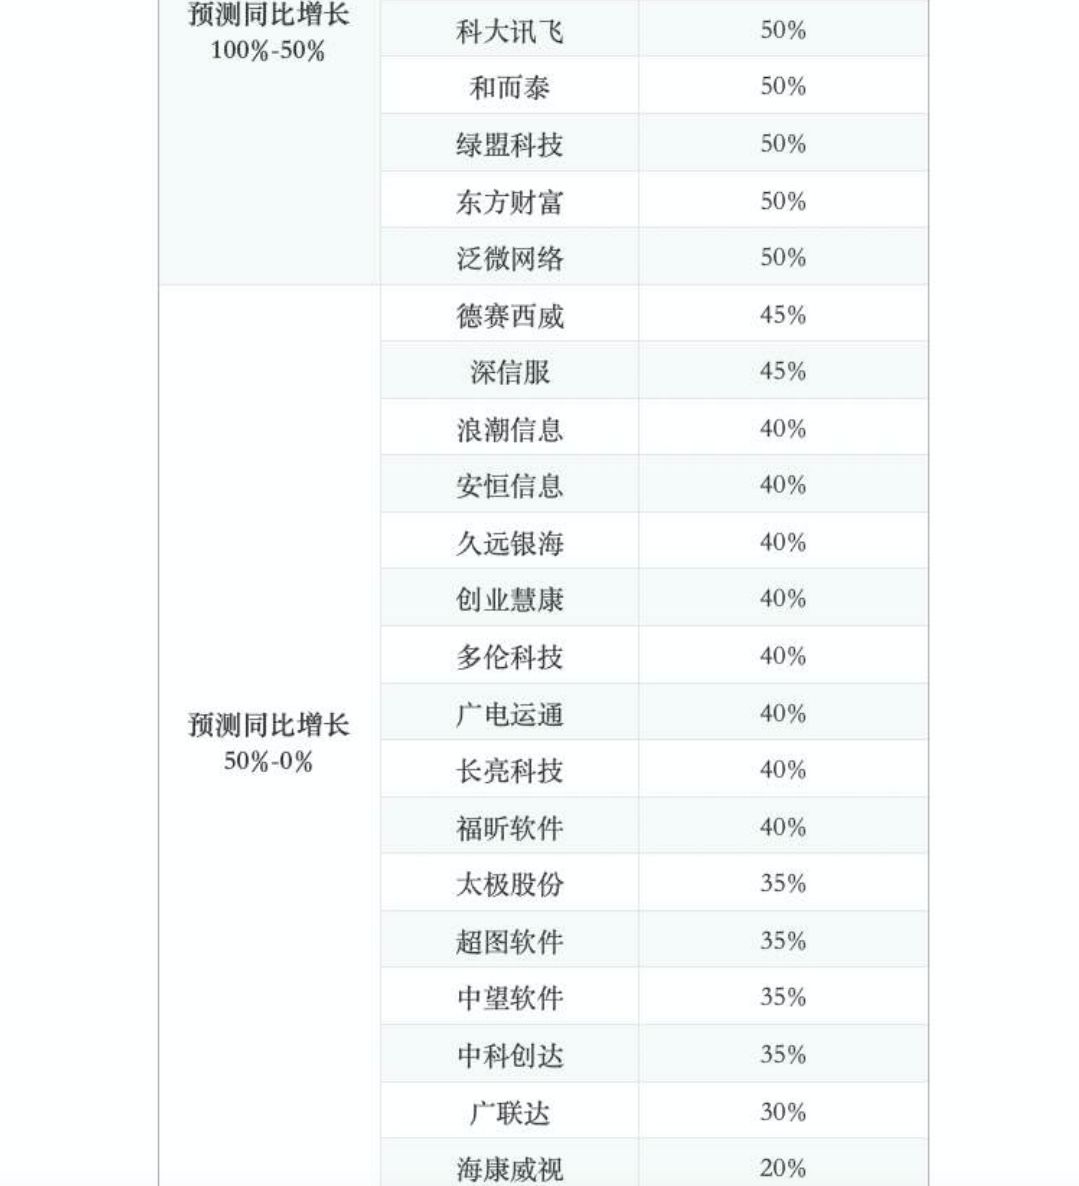 预测同比增长
100%-50%
科大讯飞 50%
和而泰 50%
绿盟科技 50%
东方财富 50%
泛微网络 50%
预测同比增长
50%-0%
德赛西威 45%
深信服 45%
浪潮信息 40%
安恒信息 40%
久远银海 40%
创业慧康 40%
多伦科技 40%
广电运通 40%
长亮科技 40%
福昕软件 40%
太极股份 35%
超图软件 35%
中望软件 35%
中科创达 35%
广联达 30%
海康威视 20%